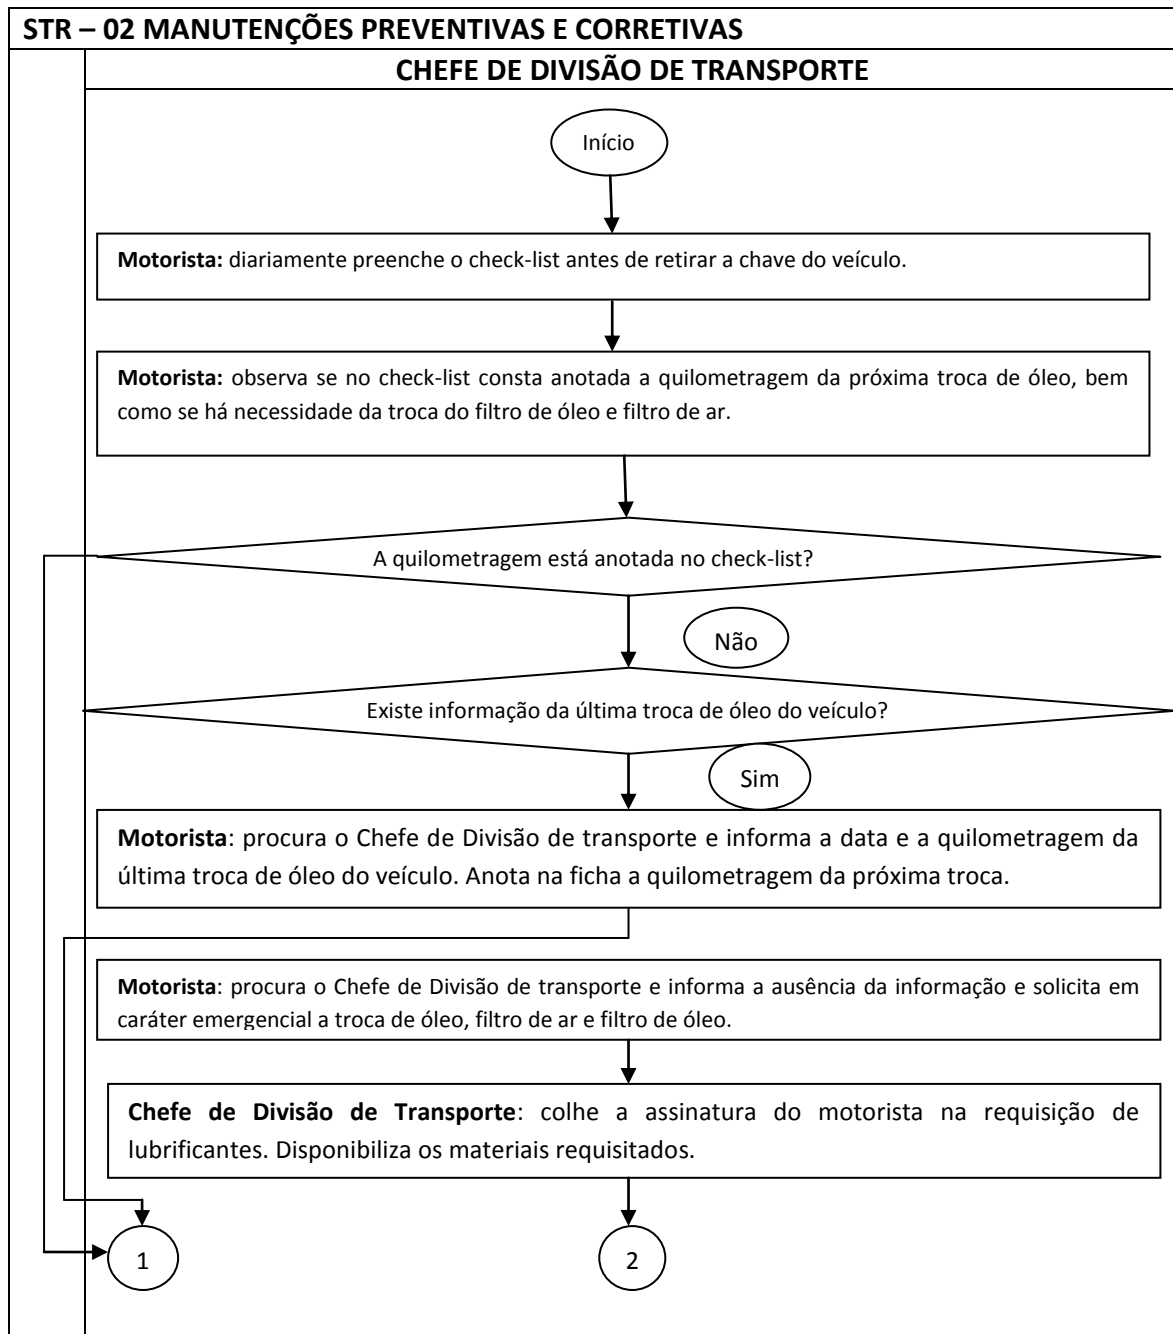 STR – 02 MANUTENÇÕES PREVENTIVAS E CORRETIVAS
CHEFE DE DIVISÃO DE TRANSPORTE
Início
Motorista: diariamente preenche o check-list antes de retirar a chave do veículo.
Motorista: observa se no check-list consta anotada a quilometragem da próxima troca de óleo, bem
como se há necessidade da troca do filtro de óleo e filtro de ar.
A quilometragem está anotada no check-list?
Não
Existe informação da última troca de óleo do veículo?
Sim
Motorista: procura o Chefe de Divisão de transporte e informa a data e a quilometragem da
última troca de óleo do veículo. Anota na ficha a quilometragem da próxima troca.
Motorista: procura o Chefe de Divisão de transporte e informa a ausência da informação e solicita em
caráter emergencial a troca de óleo, filtro de ar e filtro de óleo.
Chefe de Divisão de Transporte: colhe a assinatura do motorista na requisição de
lubrificantes. Disponibiliza os materiais requisitados.
1
2